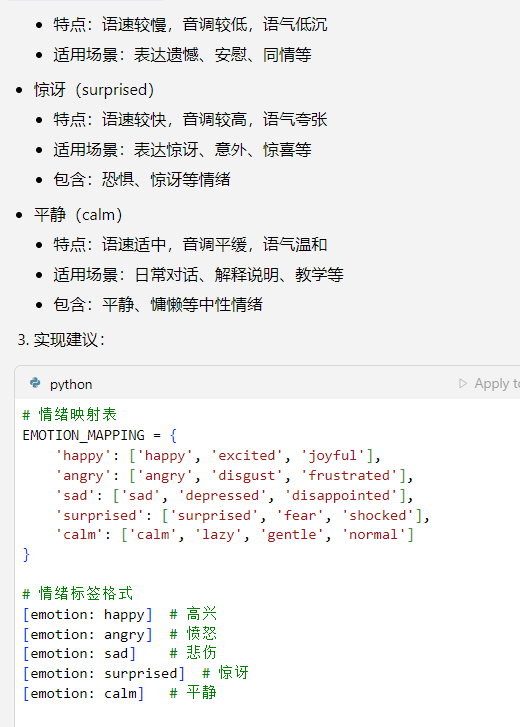 • 特点：语速较慢，音调较低，语气低沉
• 适用场景：表达遗憾、安慰、同情等
• 惊讶（surprised）
• 特点：语速较快，音调较高，语气夸张
• 适用场景：表达惊讶、意外、惊喜等
• 包含：恐惧、惊讶等情绪
• 平静（calm）
• 特点：语速适中，音调平缓，语气温和
• 适用场景：日常对话、解释说明、教学等
• 包含：平静、慵懒等中性情绪
3. 实现建议：
python
Apply to
# 情绪映射表
EMOTION_MAPPING = {
    'happy': ['happy', 'excited', 'joyful'],
    'angry': ['angry', 'disgust', 'frustrated'],
    'sad': ['sad', 'depressed', 'disappointed'],
    'surprised': ['surprised', 'fear', 'shocked'],
    'calm': ['calm', 'lazy', 'gentle', 'normal']
}
# 情绪标签格式
[emotion: happy]  # 高兴
[emotion: angry]  # 愤怒
[emotion: sad]    # 悲伤
[emotion: surprised]  # 惊讶
[emotion: calm]   # 平静